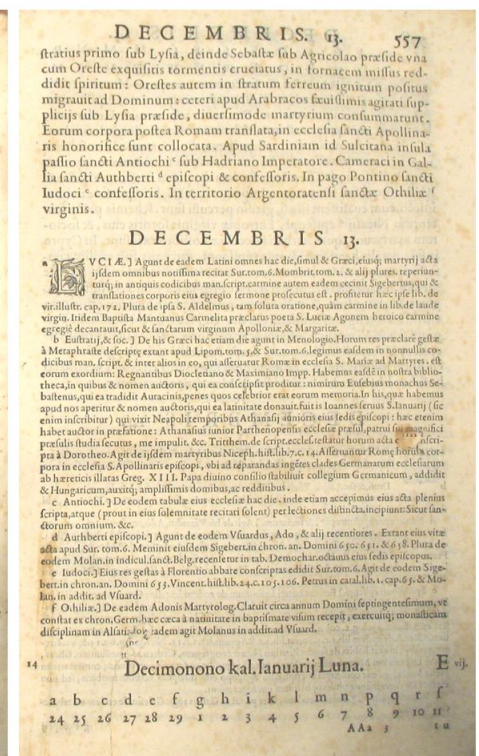 DECEMBRIS. 13. 557
stratius primo sub Lysia, deinde Sebastæ sub Agricolao præside vna
cum Oreste exquisitis tormentis cruciatus, in fornacem missus red-
didit spiritum: Orestes autem in stratum ferreum ignitum positus
migrauit ad Dominum: ceteri apud Arabracos sæuissimis agitati sup-
plicijs sub Lysia præside, diuersimode martyrium consummarunt.
Eorum corpora postea Romam translata, in ecclesia sancti Apollina-
ris honorifice sunt collocata. Apud Sardiniam id Sulcitana insula
passio sancti Antiochi c sub Hadriano Imperatore. Cameraci in Gal-
lia sancti Authberti d episcopi & confessoris. In pago Pontino sancti
Iudoci e confessoris. In territorio Argentoratensi sanctæ Othiliæ f
virginis.
DECEMBRIS 13.
a LVCIÆ.] Agunt de eadem Latini omnes hac die, simul & Græci, eiusq; martyrij acta
ijsdem omnibus notissima recitat Sur. tom. 6. Mombrit. tom. 2. & alij plures. reperiun-
turq; in antiquis codicibus man. script. carmine autem eadem cecinit Sigebertus, qui &
translationes corporis eius egregio sermone prosecutus est. profitetur hæc ipse lib. de
vir. illustr. cap. 172. Plura de ipsa S. Aldelmus, tam soluta oratione, quàm carmine in lib. de laude
virgin. Itidem Baptista Mantuanus Carmelita præclarus poeta S. Luciæ Agonem heroico carmine
egregiè decantauit, sicut & sanctarum virginum Apolloniæ, & Margaritæ.
b Eustratij, & soc.] De his Græci hac etiam die agunt in Menologio. Horum res præclarè gestæ
à Metaphraste descriptę extant apud Lipom. tom. 5. & Sur. tom. 6. legimus easdem in nonnullis co-
dicibus man. script. & inter alios in eo, qui asseruatur Romæ in ecclesia S. Mariæ ad Martyres. est
eorum exordium: Regnantibus Diocletiano & Maximiano Impp. Habemus easdē in nostra biblio-
theca, in quibus & nomen auctoris, qui ea conscripsit proditur: nimirum Eusebius monachus Se-
bastenus, qui ea tradidit Auracinis, penes quos celebrior erat eorum memoria. In his quæ habemus
apud nos aperitur & nomen auctoris, qui ea latinitate donauit. fuit is Ioannes seruus S. Ianuarij (sic
enim inscribitur) qui vixit Neapoli temporibus Athanasij iunioris eius sedis episcopi: hæc etenim
habet auctor in præfatione: Athanasius iunior Parthenopensis ecclesiæ præsul, patrui sui magnifici
præsulis studia secutus, me impulit. &c. Tritthem. de script. eccles. testatur horum acta
pta à Dorotheo. Agit de ijsdem martyribus Niceph. hist. lib. 7. c. 14. Asseruantur Romę horum cor-
pora in ecclesia S. Apollinaris episcopi, vbi ad reparandas ingētes clades Germanarum ecclesiarum
ab hæreticis illatas Greg. XIII. Papa diuino consilio stabiliuit collegium Germanicum, addidit
& Hungaricum, auxitq; amplissimis domibus, ac redditibus.
c Antiochi.] De eodem tabulæ eius ecclesiæ hac die. inde etiam accepimus eius acta plenius
scripta, atque (prout in eius solemnitate recitari solent) per lectiones distincta, incipiunt: Sicut san-
ctorum omnium. &c.
d Authberti episcopi.] Agunt de eodem Vsuardus, Ado, & alij recentiores. Extant eius vitæ
acta apud Sur. tom. 6. Meminit eiusdem Sigebert. in chron. an. Domini 650. 651. & 658. Plura de
eodem Molan. in indicul. sanct. Belg. recenletur in tab. Demochar. octauus eius sedis episcopus.
e Iudoci.] Eius res gestas à Florentio abbate conscriptas edidit Sur. tom. 6. Agit de eodem Sige-
bert. in chron. an. Domini 653. Vincent. hist. lib. 24. c. 105. 106. Petrus in catal. lib. 1. cap. 65. & Mo-
lan. in addit. ad Vsuard.
f Othiliæ.] De eadem Adonis Martyrolog. Claruit circa annum Domini septingentesimum, ve
constat ex chron. Germ. hæc cæca à natiuitate in baptismate visum recepit, exercuitq; monasticam
disciplinam in Alsati. eadem agit Molanus in addit. ad Vsuard.
14 Decimonono kal. Ianuarij Luna. E vij.
a b c d e f g h i k l m n p q r s
24 25 26 27 28 29 1 2 3 4 5 6 7 8 9 10 11
AAa 3